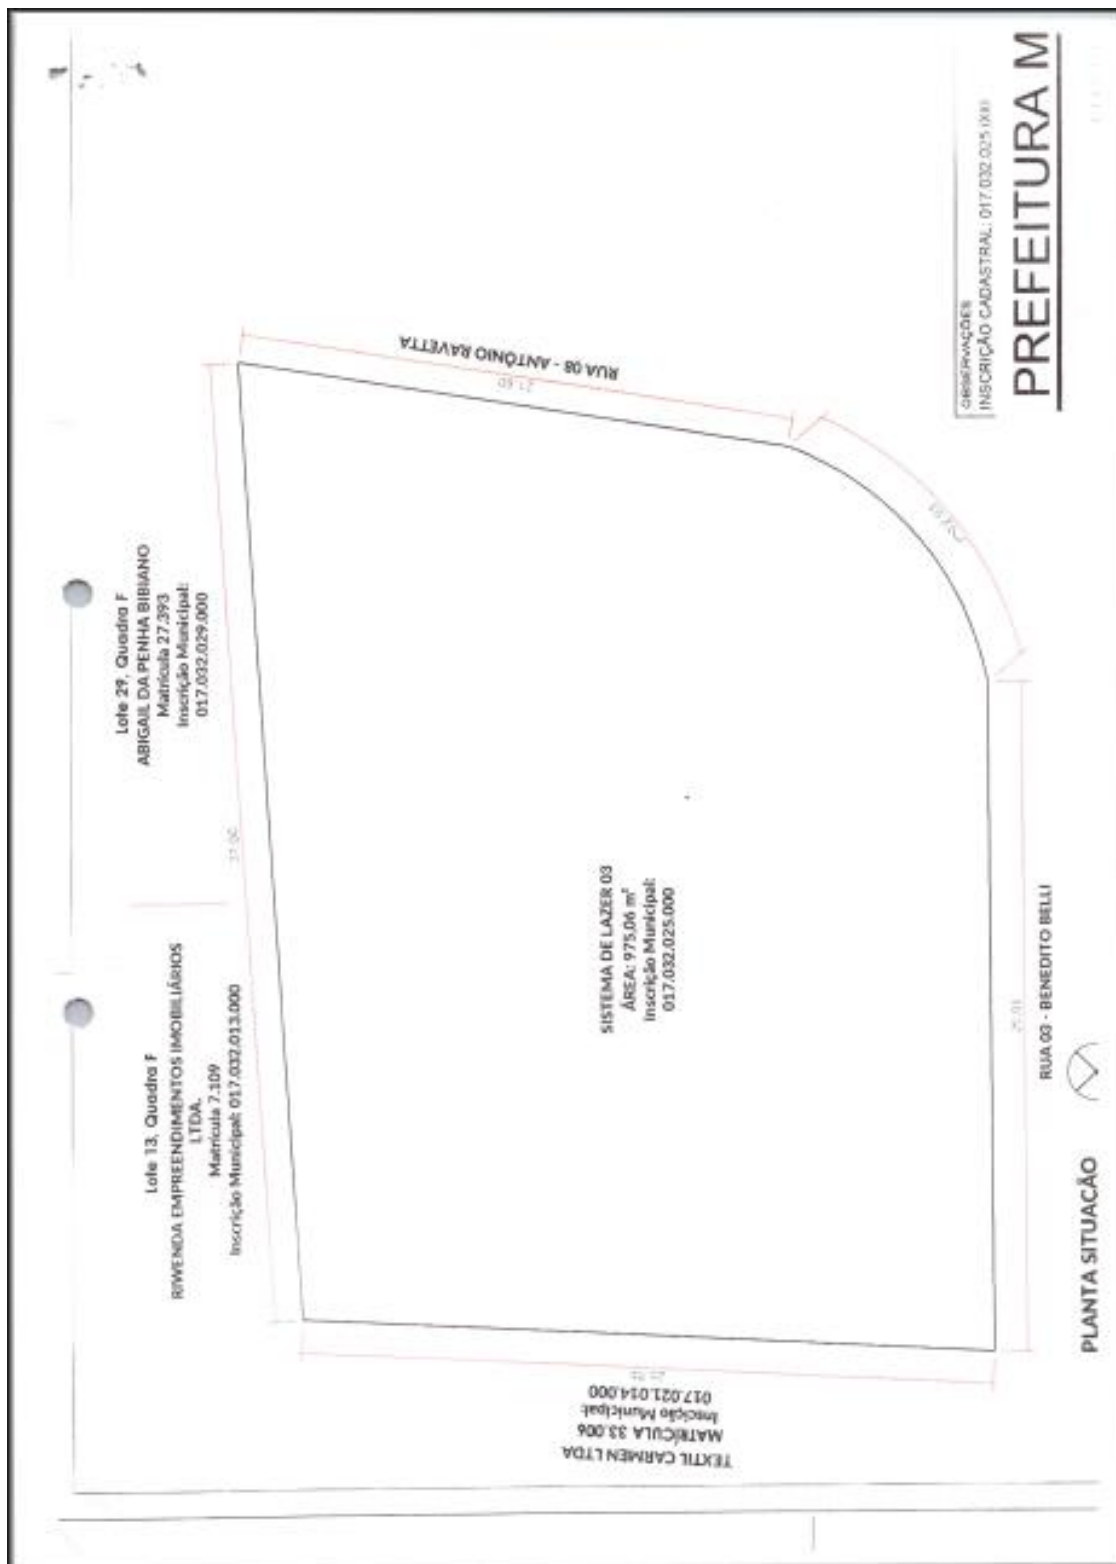 Lote 13, Quadra F
RIWENDA EMPREENDIMENTOS IMOBILIÁRIOS
LTDA.
Matrícula 7.109
Inscrição Municipal: 017.032.013.000
Lote 29, Quadra F
ABIGAIL DA PENHA BIBIANO
Matrícula 27.393
Inscrição Municipal:
017.032.029.000
RUA 08 - ANTÔNIO RAVETTA
SISTEMA DE LAZER 03
ÁREA: 975,06 m²
Inscrição Municipal:
017.032.025.000
TEXTIL CARMEN LTDA
MATRÍCULA 33.006
Inscição Municipal:
017.021.014.000
RUA 03 - BENEDITO BELLI
PLANTA SITUAÇÃO
OBSERVAÇÕES
INSCRIÇÃO CADASTRAL: 017.032.025.000
PREFEITURA M